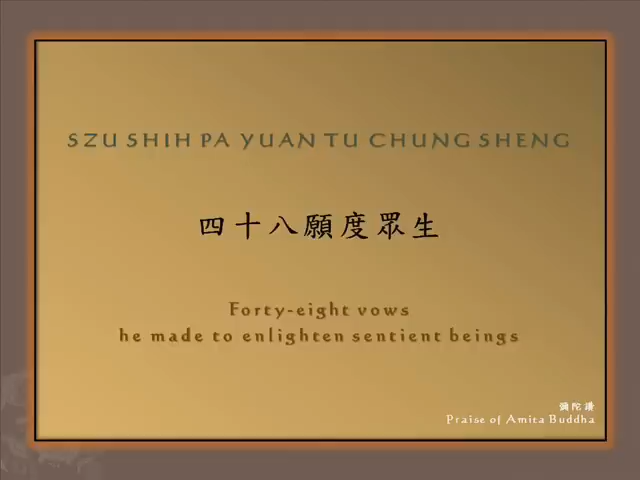 SZU SHIH PA YUAN TU CHUNG SHENG
四十八願度眾生
Forty-eight vows
he made to enlighten sentient beings
彌陀讚
Praise of Amita Buddha